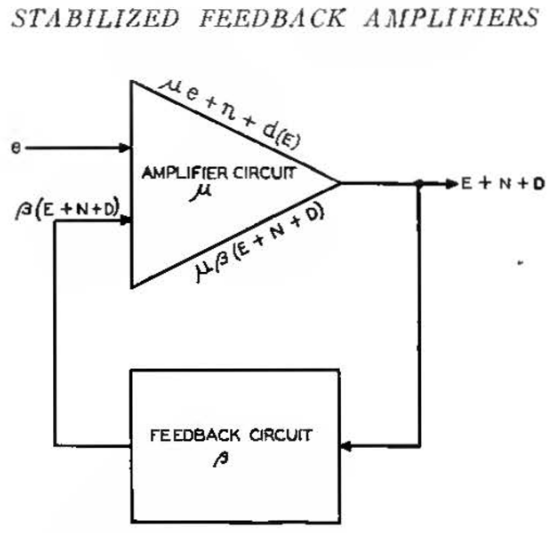 STABILIZED FEEDBACK AMPLIFIERS
μe + n + d(E)
e
AMPLIFIER CIRCUIT
μ
E + N + D
β(E + N + D)
μβ(E + N + D)
FEEDBACK CIRCUIT
β